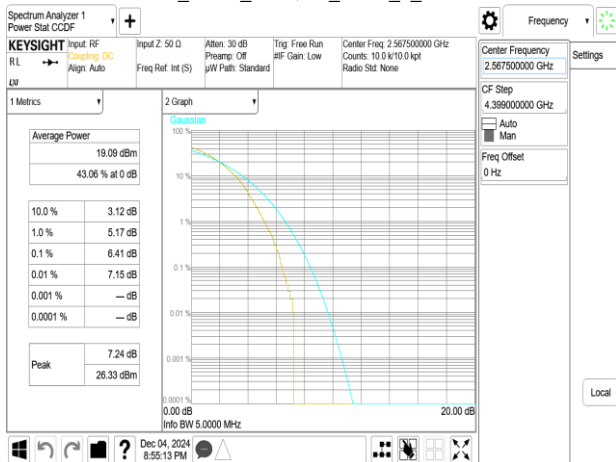 Spectrum Analyzer 1
Power Stat CCDF
Frequency
KEYSIGHT
RL
LXI
Input: RF
Coupling: DC
Align: Auto
Input Z: 50 Ω
Freq Ref: Int (S)
Atten: 30 dB
Preamp: Off
µW Path: Standard
Trig: Free Run
#IF Gain: Low
Center Freq: 2.567500000 GHz
Counts: 10.0 k/10.0 kpt
Radio Std: None
Center Frequency
2.567500000 GHz
Settings
CF Step
4.399000000 GHz
Auto
Man
Freq Offset
0 Hz
Local
1 Metrics
Average Power
19.09 dBm
43.06 % at 0 dB
10.0 % 3.12 dB
1.0 % 5.17 dB
0.1 % 6.41 dB
0.01 % 7.15 dB
0.001 % — dB
0.0001 % — dB
Peak
7.24 dB
26.33 dBm
2 Graph
Gaussian
100 %
10 %
1 %
0.1 %
0.01 %
0.001 %
0.0001 %
0.00 dB 20.00 dB
Info BW 5.0000 MHz
?
Dec 04, 2024
8:55:13 PM